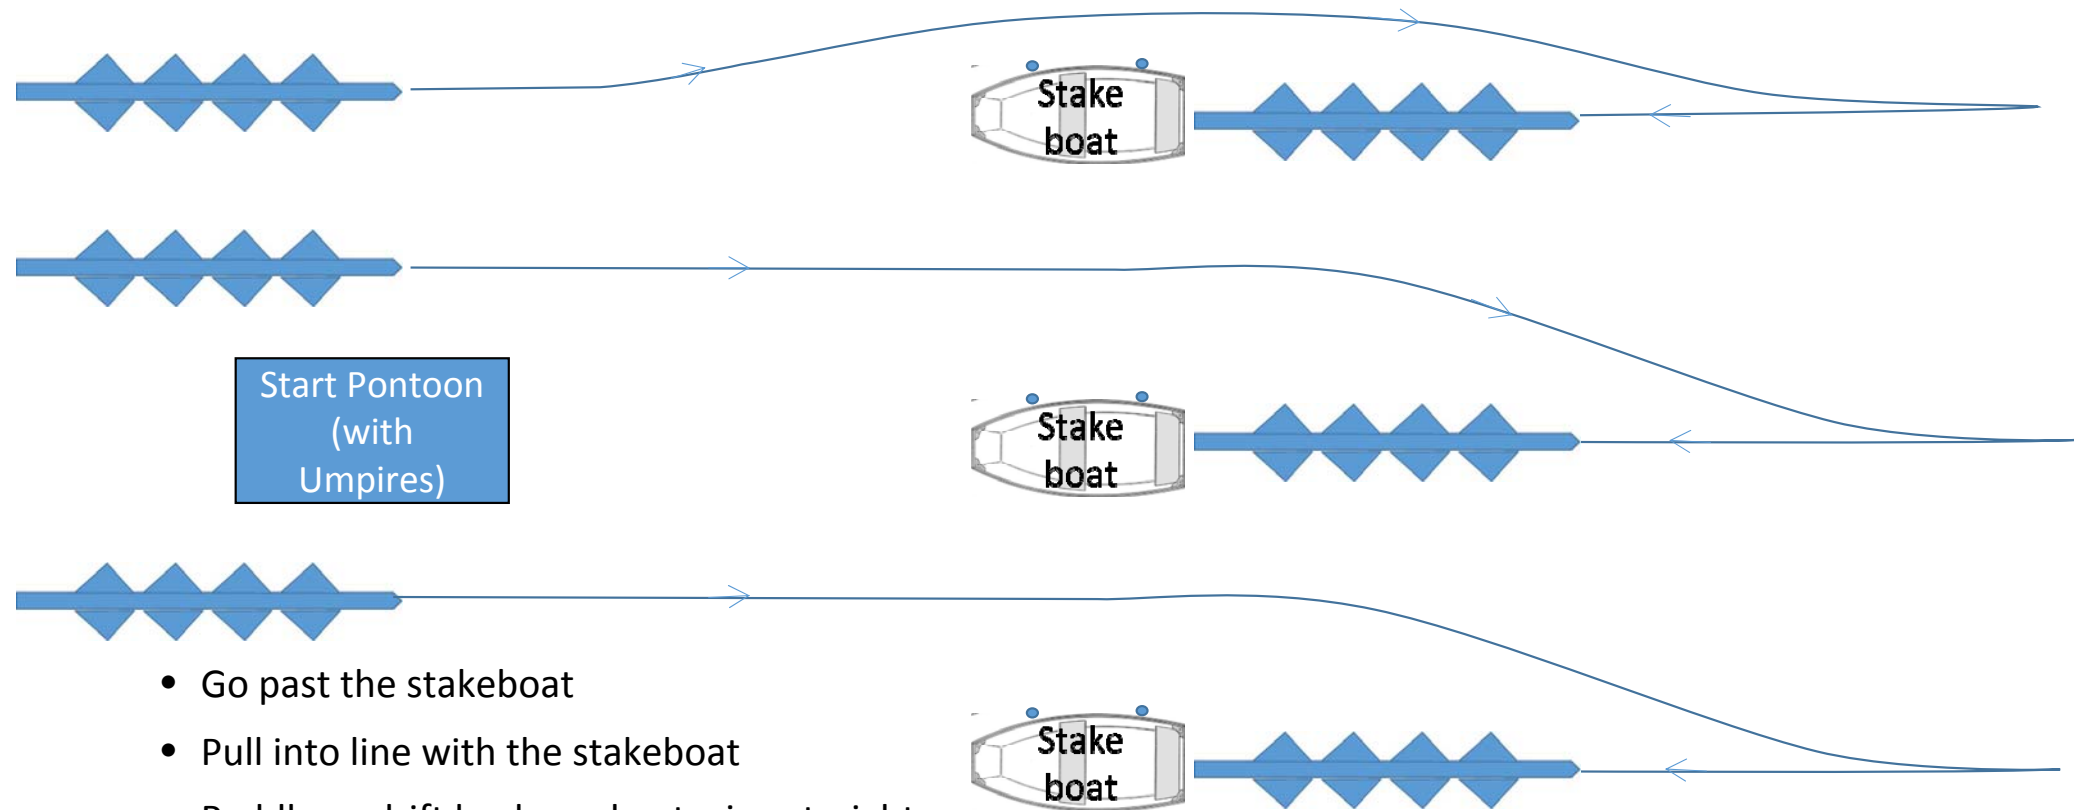 Stake
boat
Start Pontoon
(with
Umpires)
Stake
boat
• Go past the stakeboat
• Pull into line with the stakeboat
Stake
boat